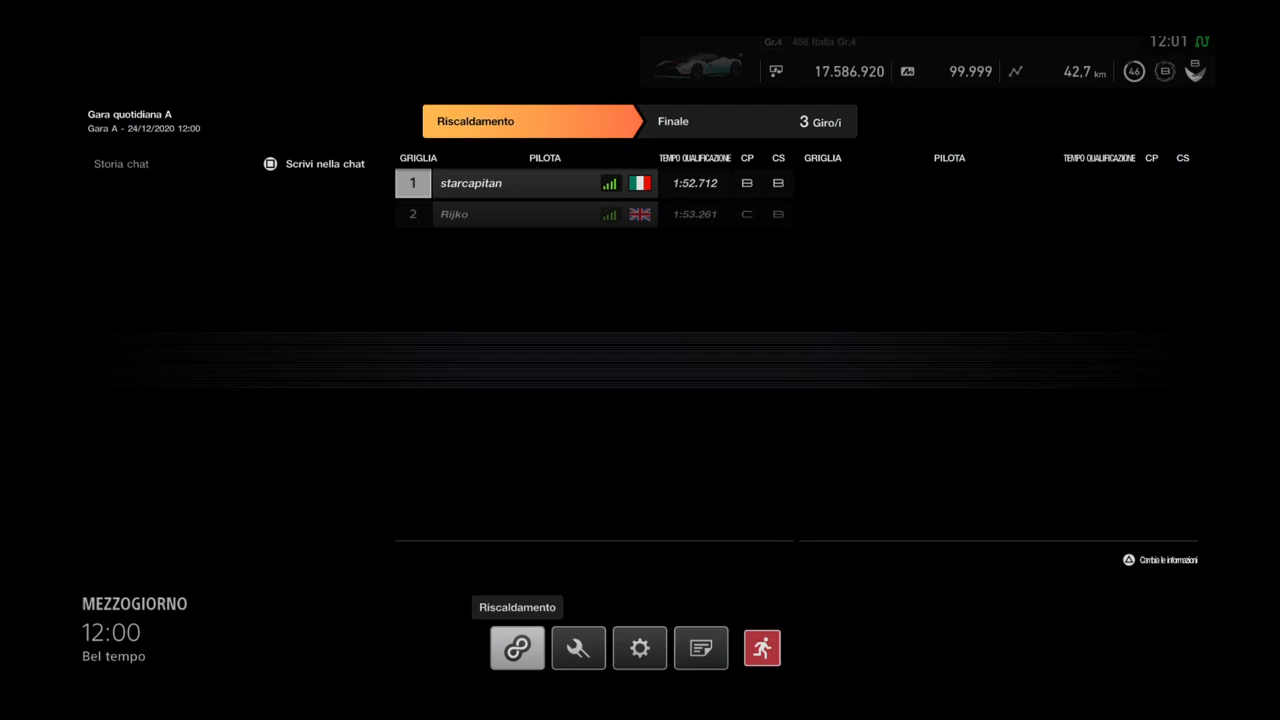 Gr.4 458 Italia Gr.4
12:01
17.586.920 99.999 42,7 km 46 B B
Gara quotidiana A
Gara A - 24/12/2020 12:00
Riscaldamento Finale 3 Giro/i
Storia chat Scrivi nella chat
GRIGLIA PILOTA TEMPO QUALIFICAZIONE CP CS GRIGLIA PILOTA TEMPO QUALIFICAZIONE CP CS
1 starcapitan 1:52.712 B B
2 Rijko 1:53.261 C B
Cambia le informazioni
MEZZOGIORNO
12:00
Bel tempo
Riscaldamento